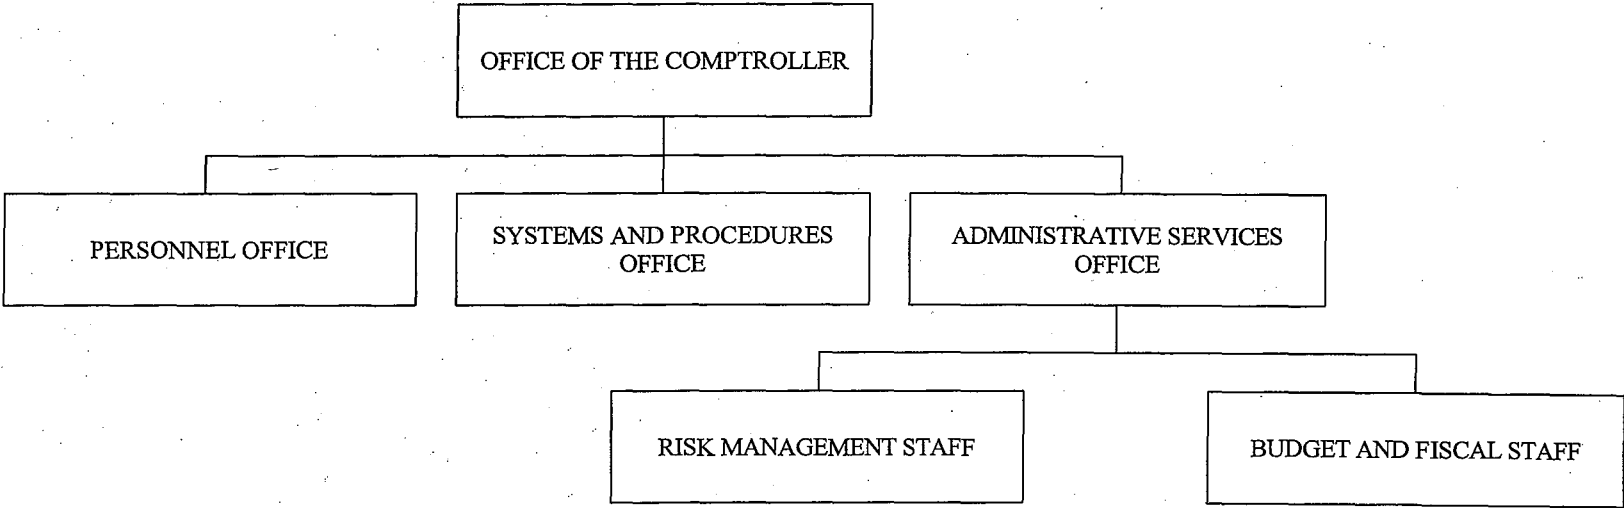 OFFICE OF THE COMPTROLLER
PERSONNEL OFFICE
SYSTEMS AND PROCEDURES
OFFICE
ADMINISTRATIVE SERVICES
OFFICE
RISK MANAGEMENT STAFF
BUDGET AND FISCAL STAFF